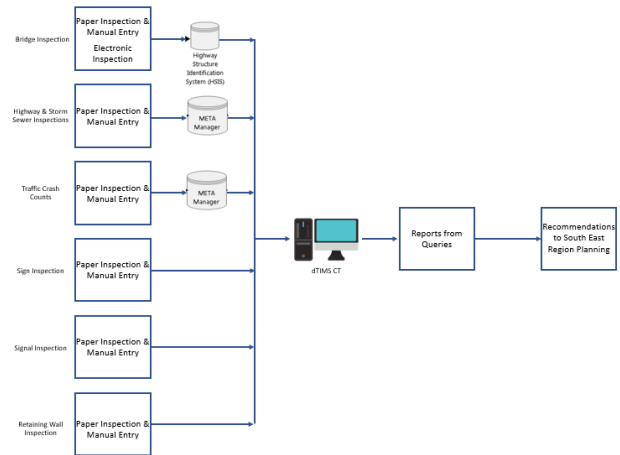 Bridge Inspection
Paper Inspection &
Manual Entry
Electronic
Inspection
Highway
Structure
Identification
System (HSIS)
Highway & Storm
Sewer Inspections
Paper Inspection &
Manual Entry
META
Manager
Traffic Crash
Counts
Paper Inspection &
Manual Entry
META
Manager
Sign Inspection
Paper Inspection &
Manual Entry
Signal Inspection
Paper Inspection &
Manual Entry
Retaining Wall
Inspection
Paper Inspection &
Manual Entry
dTIMS CT
Reports from
Queries
Recommendations
to South East
Region Planning